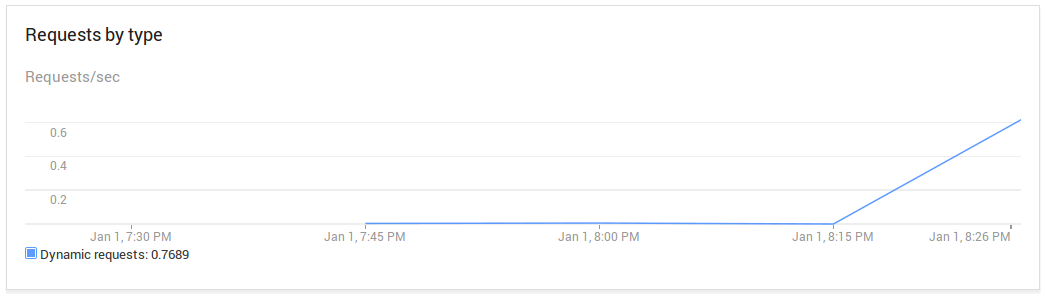 Requests by type
Requests/sec
0.6
0.4
0.2
Jan 1, 7:30 PM Jan 1, 7:45 PM Jan 1, 8:00 PM Jan 1, 8:15 PM Jan 1, 8:26 PM
Dynamic requests: 0.7689